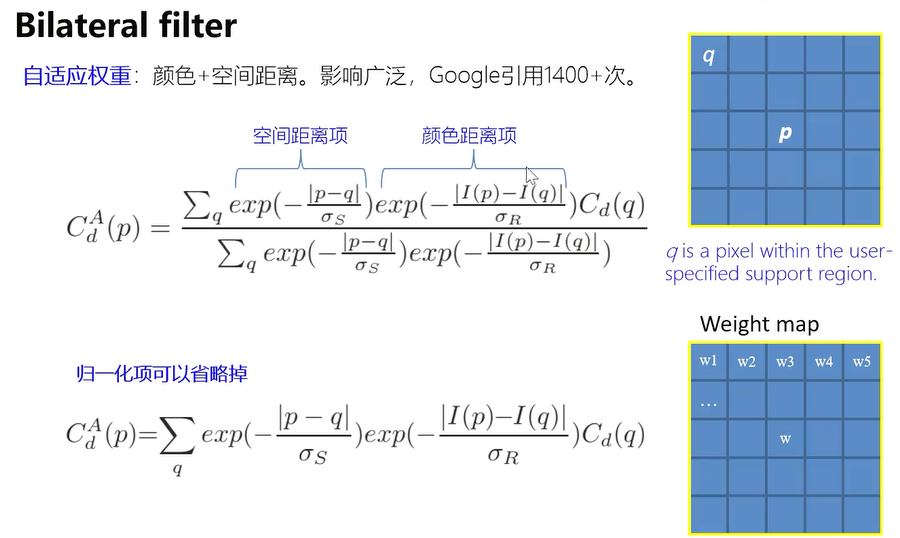 Bilateral filter
自适应权重：颜色+空间距离。影响广泛，Google引用1400+次。
空间距离项 颜色距离项
C_d^A(p) = \frac{\sum_q exp(-\frac{|p-q|}{\sigma_S})exp(-\frac{|I(p)-I(q)|}{\sigma_R})C_d(q)}{\sum_q exp(-\frac{|p-q|}{\sigma_S})exp(-\frac{|I(p)-I(q)|}{\sigma_R})}
归一化项可以省略掉
C_d^A(p)=\sum_q exp(-\frac{|p-q|}{\sigma_S})exp(-\frac{|I(p)-I(q)|}{\sigma_R})C_d(q)
q
p
q is a pixel within the user-
specified support region.
Weight map
w1 w2 w3 w4 w5
...
w